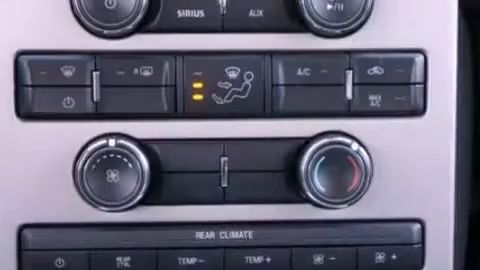 SIRIUS AUX
R A/C
MAX A/C
REAR CLIMATE
REAR CTRL TEMP− TEMP+ − +